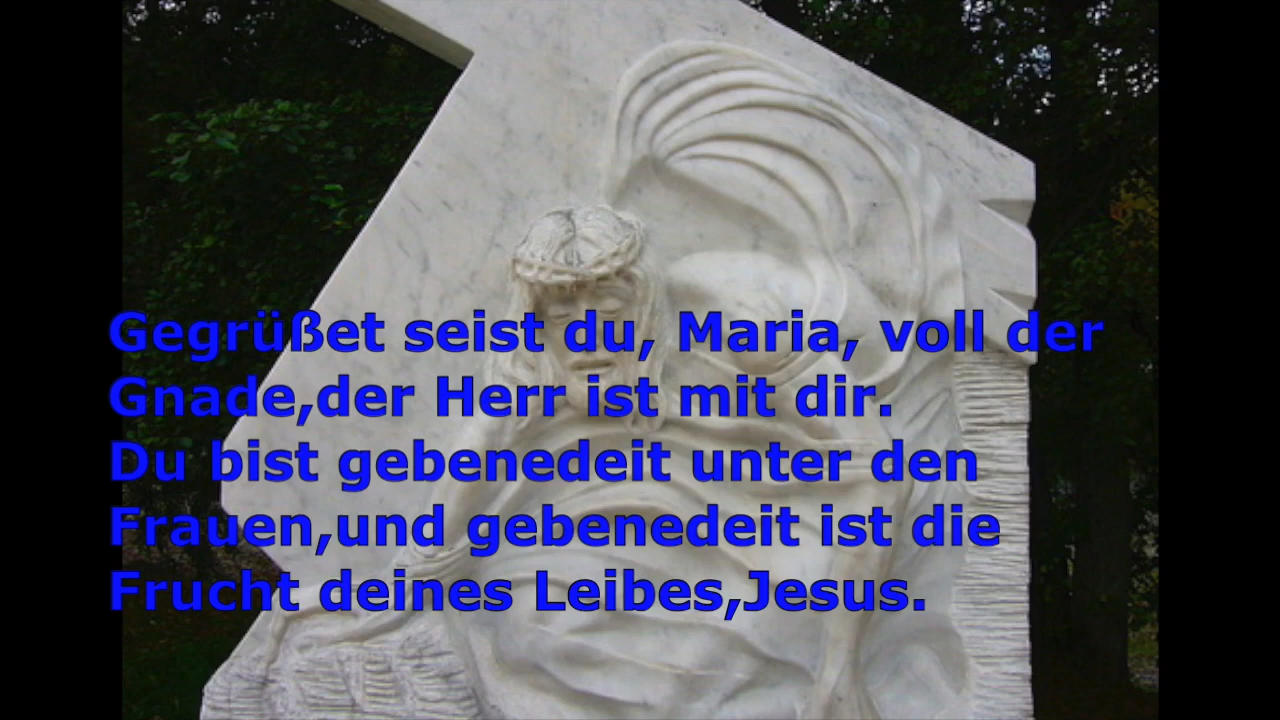 Gegrüßet seist du, Maria, voll der
Gnade,der Herr ist mit dir.
Du bist gebenedeit unter den
Frauen,und gebenedeit ist die
Frucht deines Leibes,Jesus.